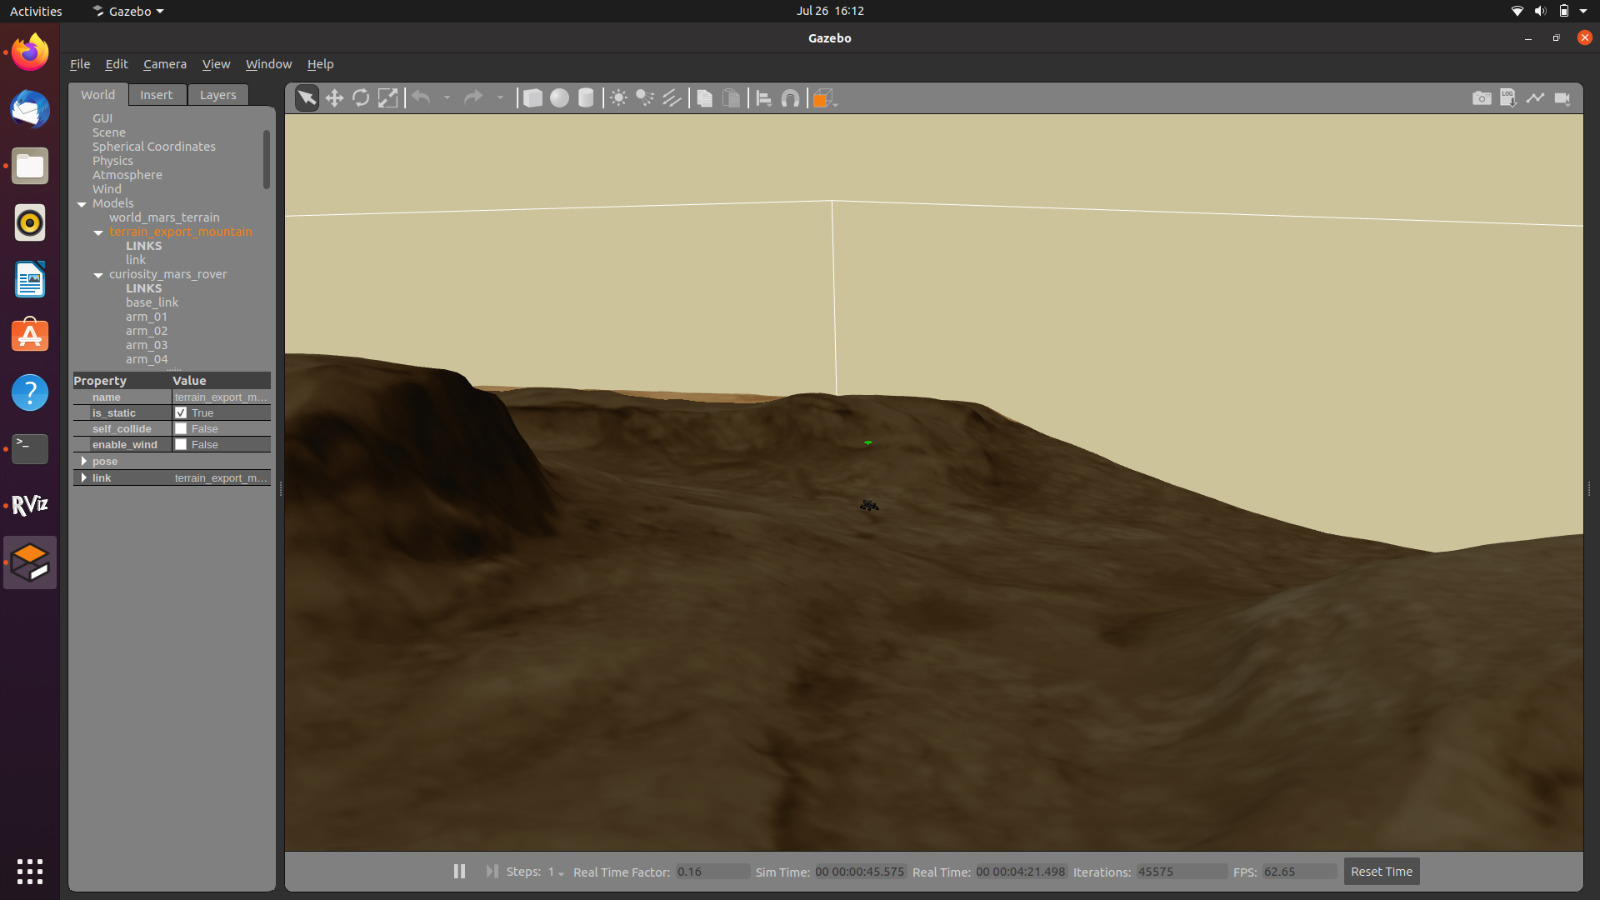 Activities
Gazebo
Jul 26 16:12
Gazebo
File Edit Camera View Window Help
World Insert Layers
GUI
Scene
Spherical Coordinates
Physics
Atmosphere
Wind
Models
world_mars_terrain
terrain_export_mountain
LINKS
link
curiosity_mars_rover
LINKS
base_link
arm_01
arm_02
arm_03
arm_04
Property Value
name terrain_export_m...
is_static True
self_collide False
enable_wind False
pose
link terrain_export_m...
LOG
>_
RViz
?
Steps: 1 Real Time Factor: 0.16 Sim Time: 00 00:00:45.575 Real Time: 00 00:04:21.498 Iterations: 45575 FPS: 62.65 Reset Time